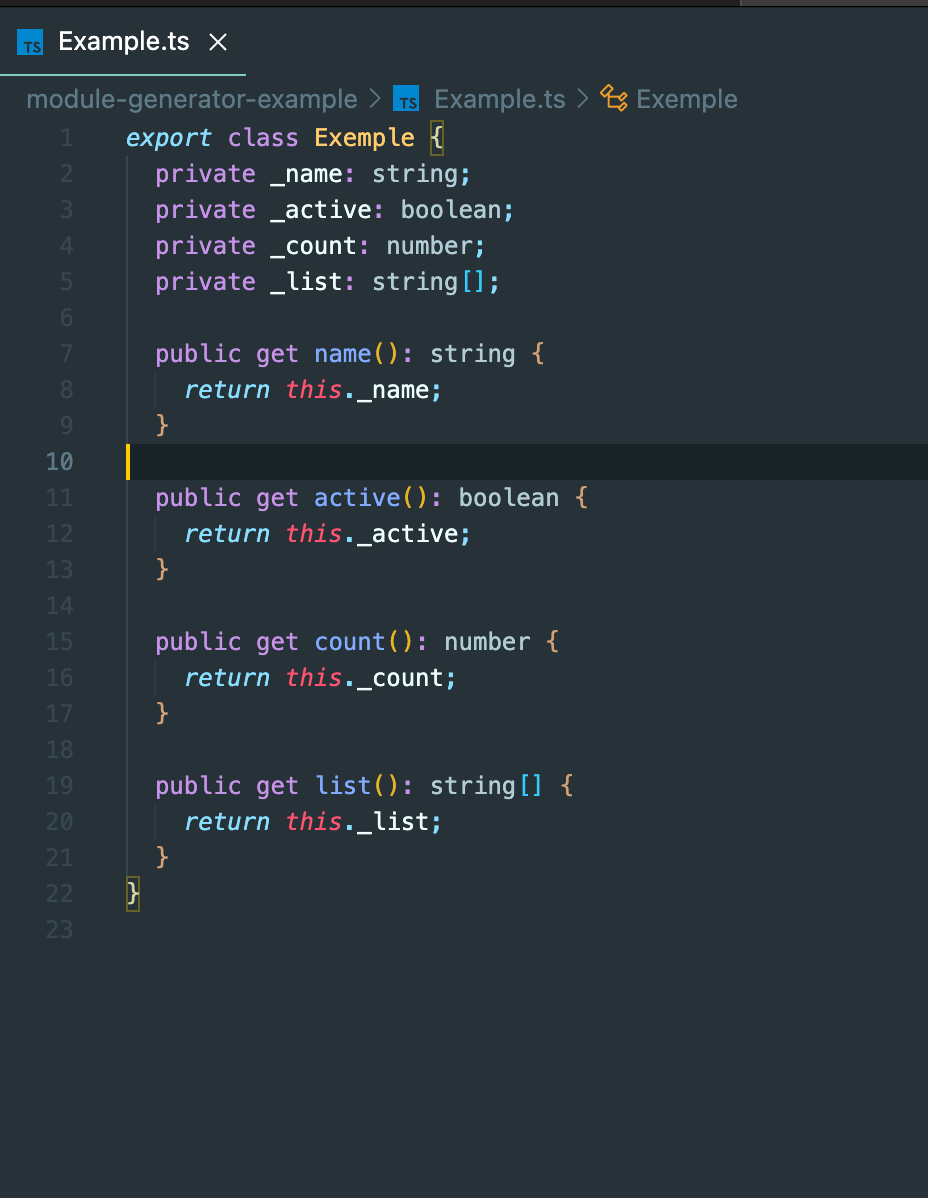 TS Example.ts ×
module-generator-example > TS Example.ts > Exemple
1 export class Exemple {
2   private _name: string;
3   private _active: boolean;
4   private _count: number;
5   private _list: string[];
6
7   public get name(): string {
8     return this._name;
9   }
10
11   public get active(): boolean {
12     return this._active;
13   }
14
15   public get count(): number {
16     return this._count;
17   }
18
19   public get list(): string[] {
20     return this._list;
21   }
22 }
23